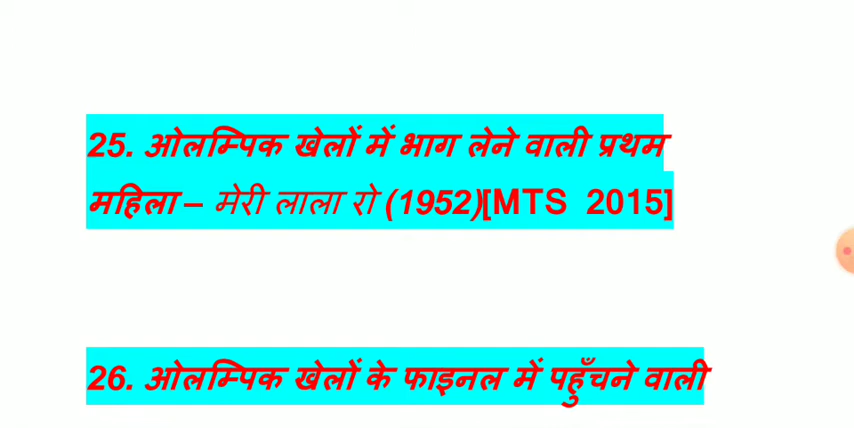 25. ओलम्पिक खेलों में भाग लेने वाली प्रथम
महिला – मेरी लाला रो (1952)[MTS 2015]
26. ओलम्पिक खेलों के फाइनल में पहुँचने वाली